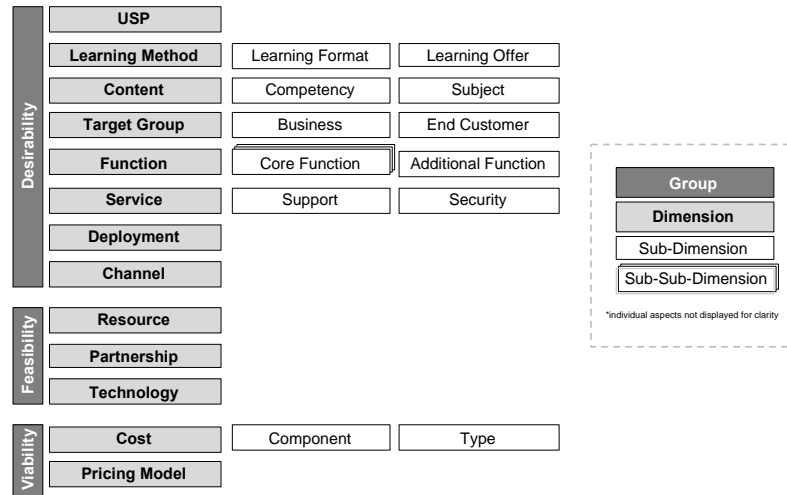 Desirability
USP
Learning Method
Learning Format
Learning Offer
Content
Competency
Subject
Target Group
Business
End Customer
Function
Core Function
Additional Function
Service
Support
Security
Deployment
Channel
Feasibility
Resource
Partnership
Technology
Viability
Cost
Component
Type
Pricing Model
Group
Dimension
Sub-Dimension
Sub-Sub-Dimension
*individual aspects not displayed for clarity